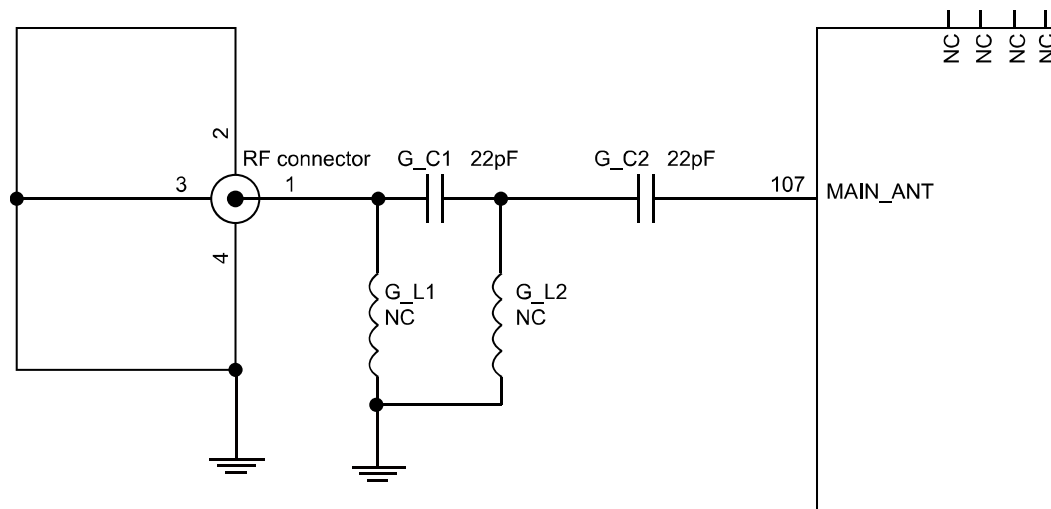 NC NC NC NC
2
RF connector
G_C1 22pF
G_C2 22pF
3
1
107
MAIN_ANT
4
G_L1
NC
G_L2
NC